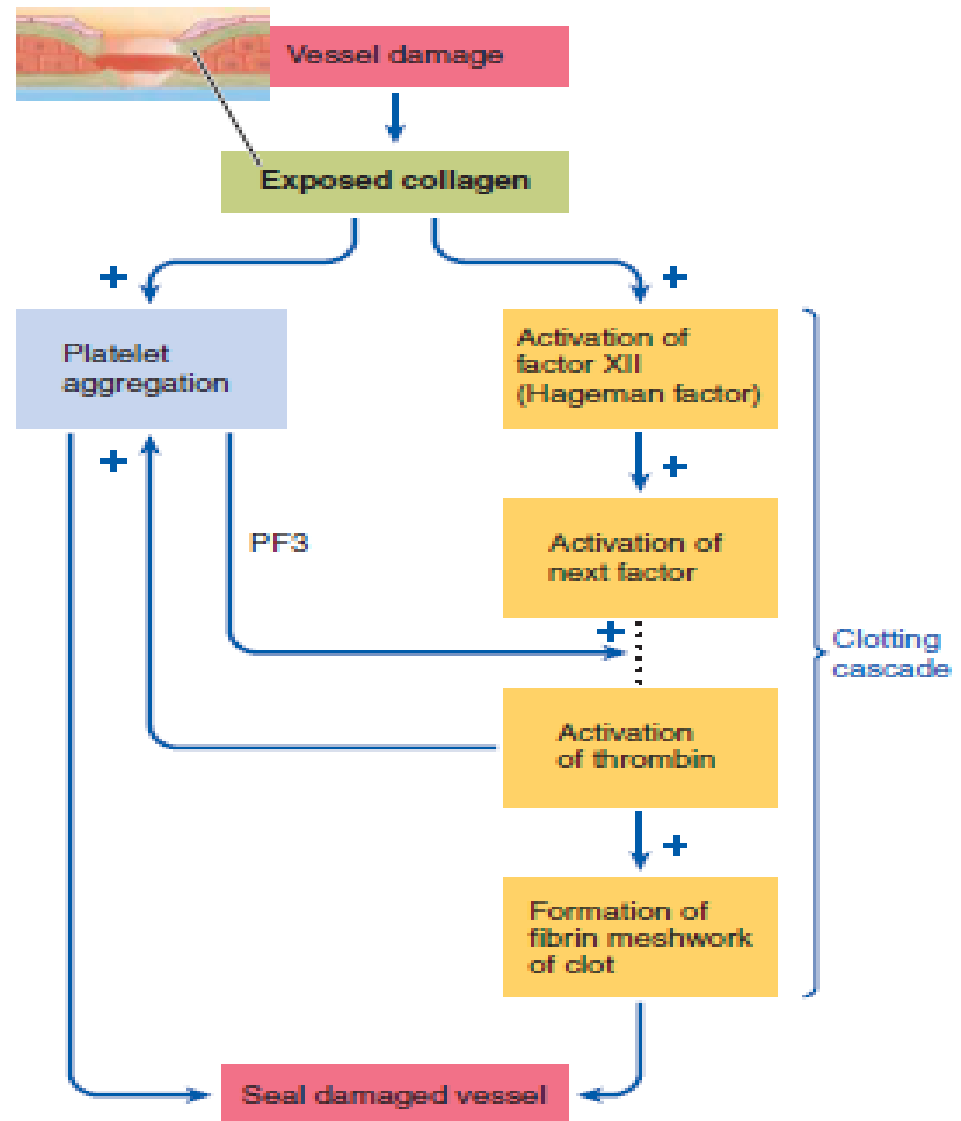 Vessel damage
Exposed collagen
+
+
Platelet
aggregation
Activation of
factor XII
(Hageman factor)
+
+
PF3
Activation of
next factor
+
Clotting
cascade
Activation
of thrombin
+
Formation of
fibrin meshwork
of clot
Seal damaged vessel